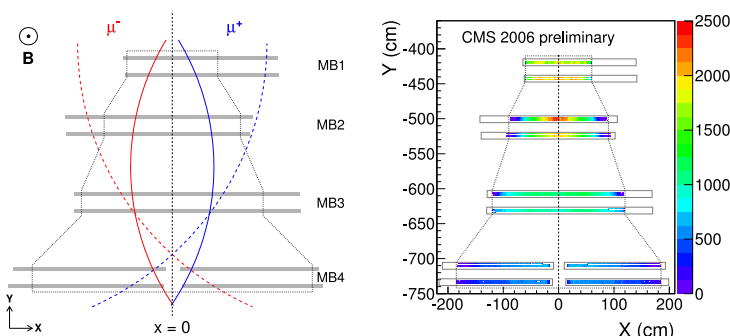 B
μ-
μ+
MB1
MB2
MB3
MB4
Y
X
x = 0
CMS 2006 preliminary
Y (cm)
-400
-450
-500
-550
-600
-650
-700
-750
-200
-100
0
100
200
X (cm)
2500
2000
1500
1000
500
0